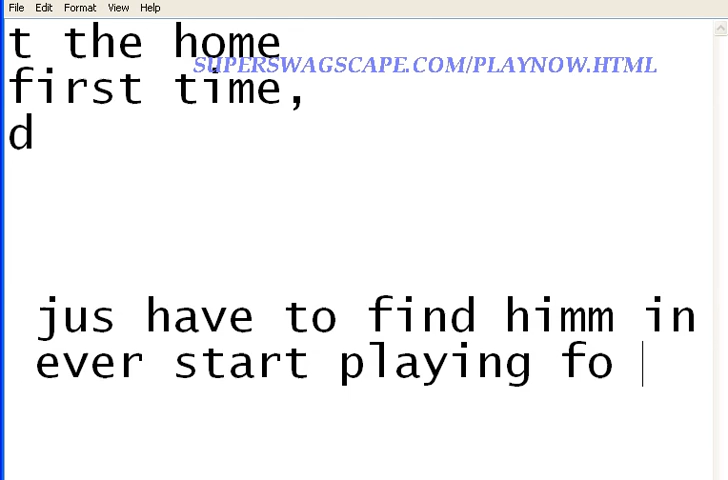 File Edit Format View Help
t the home
SUPERSWAGSCAPE.COM/PLAYNOW.HTML
first time,
d
jus have to find himm in
ever start playing fo